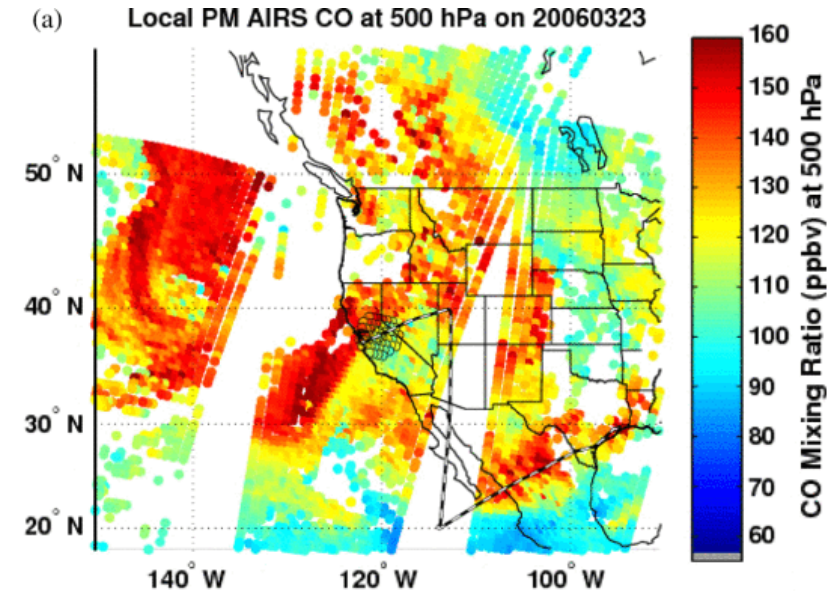 (a)
Local PM AIRS CO at 500 hPa on 20060323
50° N
40° N
30° N
20° N
140° W
120° W
100° W
160
150
140
130
120
110
100
90
80
70
60
CO Mixing Ratio (ppbv) at 500 hPa